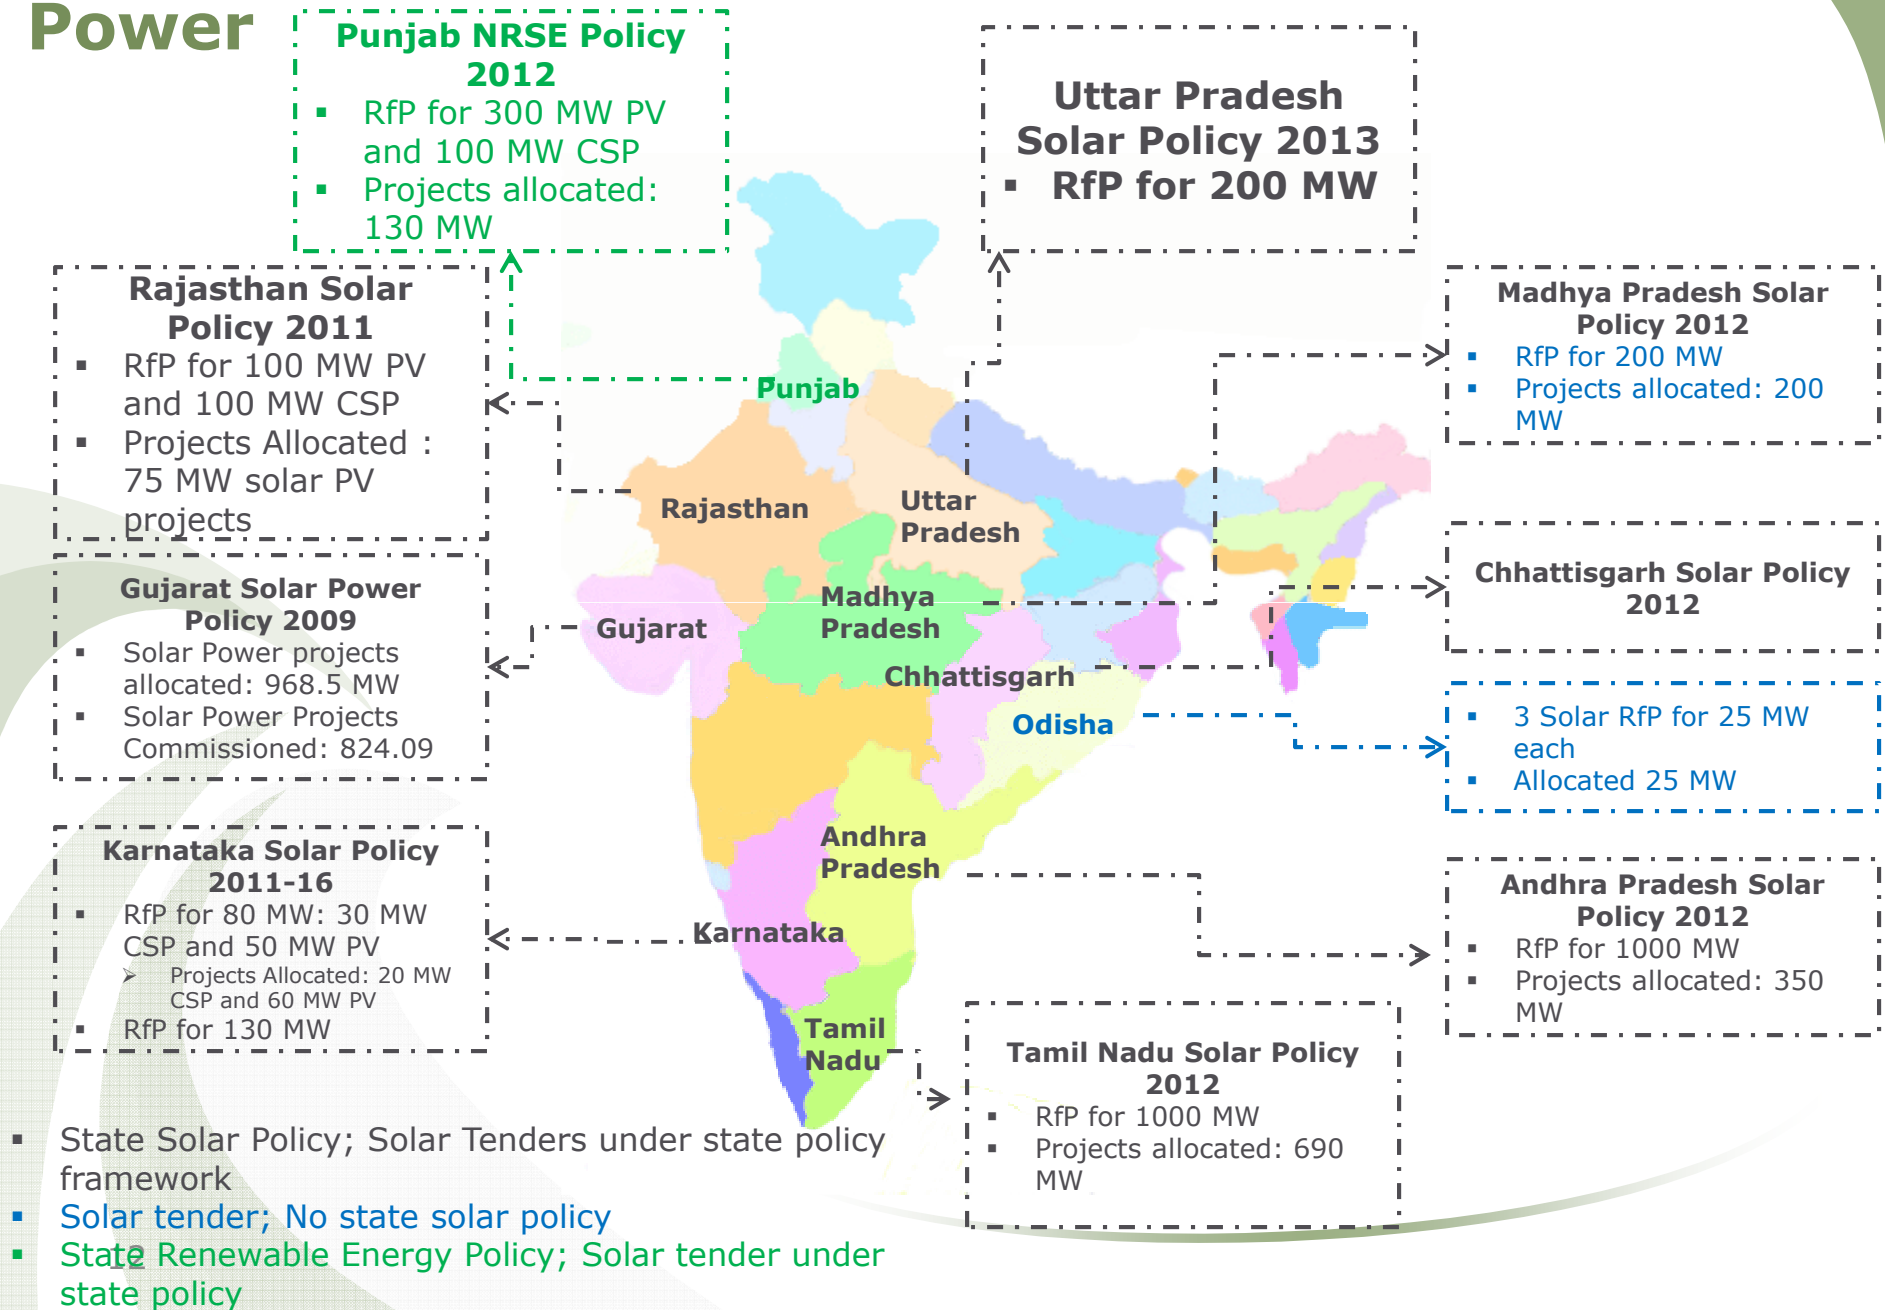 Power
Punjab NRSE Policy
2012
▪ RfP for 300 MW PV
and 100 MW CSP
▪ Projects allocated:
130 MW
Uttar Pradesh
Solar Policy 2013
▪ RfP for 200 MW
Rajasthan Solar
Policy 2011
▪ RfP for 100 MW PV
and 100 MW CSP
▪ Projects Allocated :
75 MW solar PV
projects
Madhya Pradesh Solar
Policy 2012
▪ RfP for 200 MW
▪ Projects allocated: 200
MW
Gujarat Solar Power
Policy 2009
▪ Solar Power projects
allocated: 968.5 MW
▪ Solar Power Projects
Commissioned: 824.09
Chhattisgarh Solar Policy
2012
▪ 3 Solar RfP for 25 MW
each
▪ Allocated 25 MW
Karnataka Solar Policy
2011-16
▪ RfP for 80 MW: 30 MW
CSP and 50 MW PV
➢ Projects Allocated: 20 MW
CSP and 60 MW PV
▪ RfP for 130 MW
Andhra Pradesh Solar
Policy 2012
▪ RfP for 1000 MW
▪ Projects allocated: 350
MW
Tamil Nadu Solar Policy
2012
▪ RfP for 1000 MW
▪ Projects allocated: 690
MW
Punjab
Rajasthan
Uttar
Pradesh
Madhya
Pradesh
Gujarat
Chhattisgarh
Odisha
Andhra
Pradesh
Karnataka
Tamil
Nadu
▪ State Solar Policy; Solar Tenders under state policy
framework
▪ Solar tender; No state solar policy
▪ State Renewable Energy Policy; Solar tender under
state policy
12